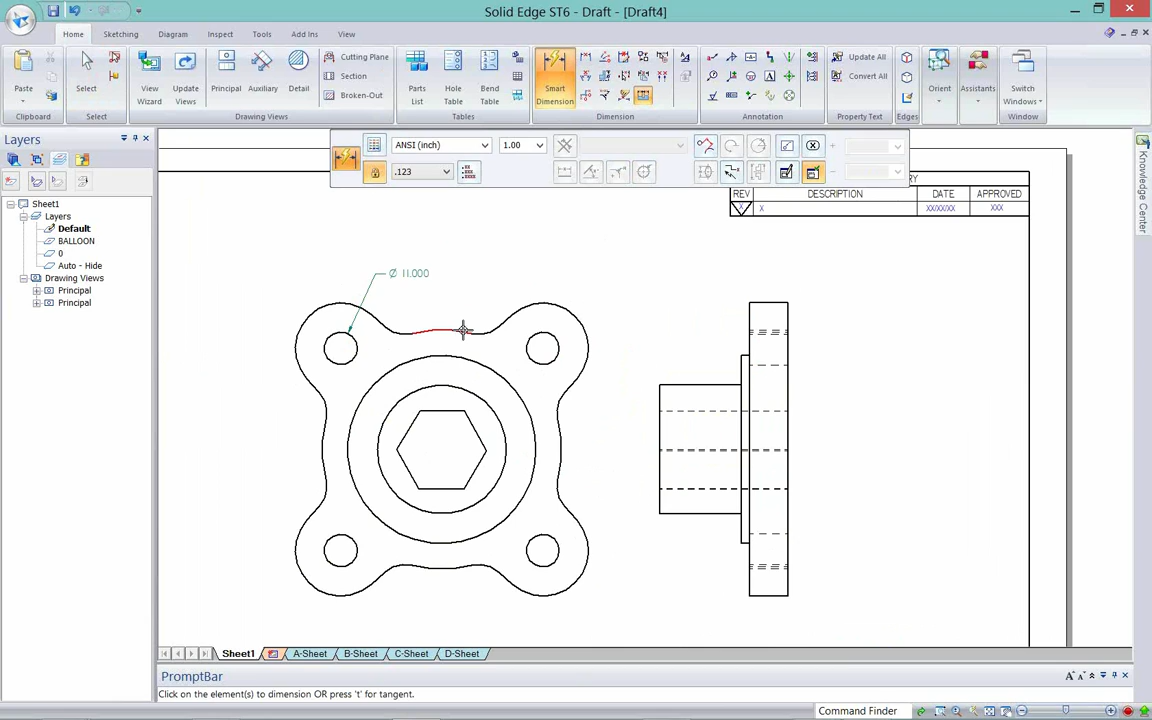 Solid Edge ST6 - Draft - [Draft4]
Home Sketching Diagram Inspect Tools Add Ins View
Paste
Clipboard
Select
Select
View Wizard
Update Views
Principal
Auxiliary
Detail
Cutting Plane
Section
Broken-Out
Drawing Views
Parts List
Hole Table
Bend Table
Tables
Smart Dimension
Dimension
Annotation
Update All
Convert All
Property Text
Edges
Orient
Assistants
Switch Windows
Window
ANSI (inch)
1.00
.123
Layers
Sheet1
Layers
Default
BALLOON
0
Auto - Hide
Drawing Views
Principal
Principal
REV DESCRIPTION DATE APPROVED
X X XX/XX/XX XXX
Ø 11.000
Knowledge Center
Sheet1 A-Sheet B-Sheet C-Sheet D-Sheet
PromptBar
Click on the element(s) to dimension OR press 't' for tangent.
Command Finder